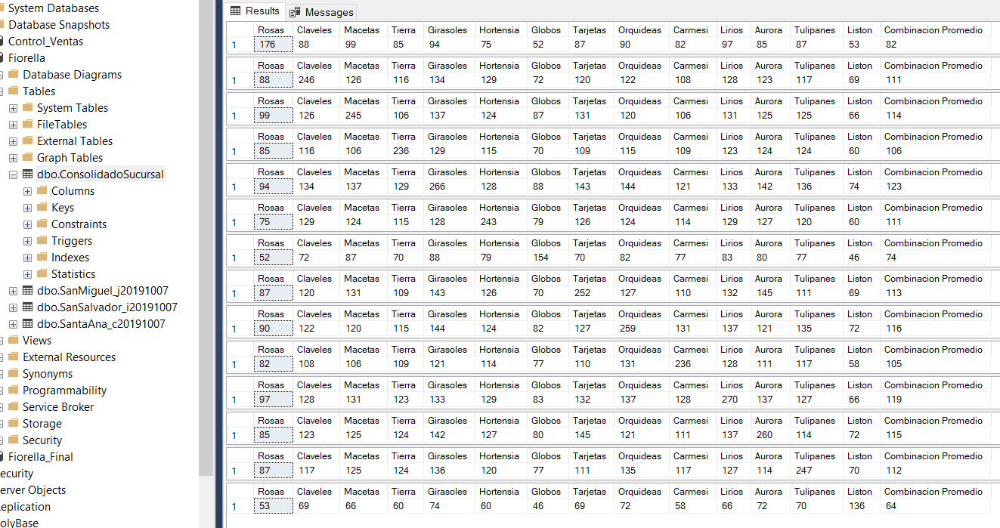 System Databases
Database Snapshots
Control_Ventas
Fiorella
Database Diagrams
Tables
System Tables
FileTables
External Tables
Graph Tables
dbo.ConsolidadoSucursal
Columns
Keys
Constraints
Triggers
Indexes
Statistics
dbo.SanMiguel_j20191007
dbo.SanSalvador_i20191007
dbo.SantaAna_c20191007
Views
External Resources
Synonyms
Programmability
Service Broker
Storage
Security
Fiorella_Final
ecurity
erver Objects
eplication
olyBase
Results Messages
Rosas Claveles Macetas Tierra Girasoles Hortensia Globos Tarjetas Orquideas Carmesi Lirios Aurora Tulipanes Liston Combinacion Promedio
1 176 88 99 85 94 75 52 87 90 82 97 85 87 53 82
Rosas Claveles Macetas Tierra Girasoles Hortensia Globos Tarjetas Orquideas Carmesi Lirios Aurora Tulipanes Liston Combinacion Promedio
1 88 246 126 116 134 129 72 120 122 108 128 123 117 69 111
Rosas Claveles Macetas Tierra Girasoles Hortensia Globos Tarjetas Orquideas Carmesi Lirios Aurora Tulipanes Liston Combinacion Promedio
1 99 126 245 106 137 124 87 131 120 106 131 125 125 66 114
Rosas Claveles Macetas Tierra Girasoles Hortensia Globos Tarjetas Orquideas Carmesi Lirios Aurora Tulipanes Liston Combinacion Promedio
1 85 116 106 236 129 115 70 109 115 109 123 124 124 60 106
Rosas Claveles Macetas Tierra Girasoles Hortensia Globos Tarjetas Orquideas Carmesi Lirios Aurora Tulipanes Liston Combinacion Promedio
1 94 134 137 129 266 128 88 143 144 121 133 142 136 74 123
Rosas Claveles Macetas Tierra Girasoles Hortensia Globos Tarjetas Orquideas Carmesi Lirios Aurora Tulipanes Liston Combinacion Promedio
1 75 129 124 115 128 243 79 126 124 114 129 127 120 60 111
Rosas Claveles Macetas Tierra Girasoles Hortensia Globos Tarjetas Orquideas Carmesi Lirios Aurora Tulipanes Liston Combinacion Promedio
1 52 72 87 70 88 79 154 70 82 77 83 80 77 46 74
Rosas Claveles Macetas Tierra Girasoles Hortensia Globos Tarjetas Orquideas Carmesi Lirios Aurora Tulipanes Liston Combinacion Promedio
1 87 120 131 109 143 126 70 252 127 110 132 145 111 69 113
Rosas Claveles Macetas Tierra Girasoles Hortensia Globos Tarjetas Orquideas Carmesi Lirios Aurora Tulipanes Liston Combinacion Promedio
1 90 122 120 115 144 124 82 127 259 131 137 121 135 72 116
Rosas Claveles Macetas Tierra Girasoles Hortensia Globos Tarjetas Orquideas Carmesi Lirios Aurora Tulipanes Liston Combinacion Promedio
1 82 108 106 109 121 114 77 110 131 236 128 111 117 58 105
Rosas Claveles Macetas Tierra Girasoles Hortensia Globos Tarjetas Orquideas Carmesi Lirios Aurora Tulipanes Liston Combinacion Promedio
1 97 128 131 123 133 129 83 132 137 128 270 137 127 66 119
Rosas Claveles Macetas Tierra Girasoles Hortensia Globos Tarjetas Orquideas Carmesi Lirios Aurora Tulipanes Liston Combinacion Promedio
1 85 123 125 124 142 127 80 145 121 111 137 260 114 72 115
Rosas Claveles Macetas Tierra Girasoles Hortensia Globos Tarjetas Orquideas Carmesi Lirios Aurora Tulipanes Liston Combinacion Promedio
1 87 117 125 124 136 120 77 111 135 117 127 114 247 70 112
Rosas Claveles Macetas Tierra Girasoles Hortensia Globos Tarjetas Orquideas Carmesi Lirios Aurora Tulipanes Liston Combinacion Promedio
1 53 69 66 60 74 60 46 69 72 58 66 72 70 136 64